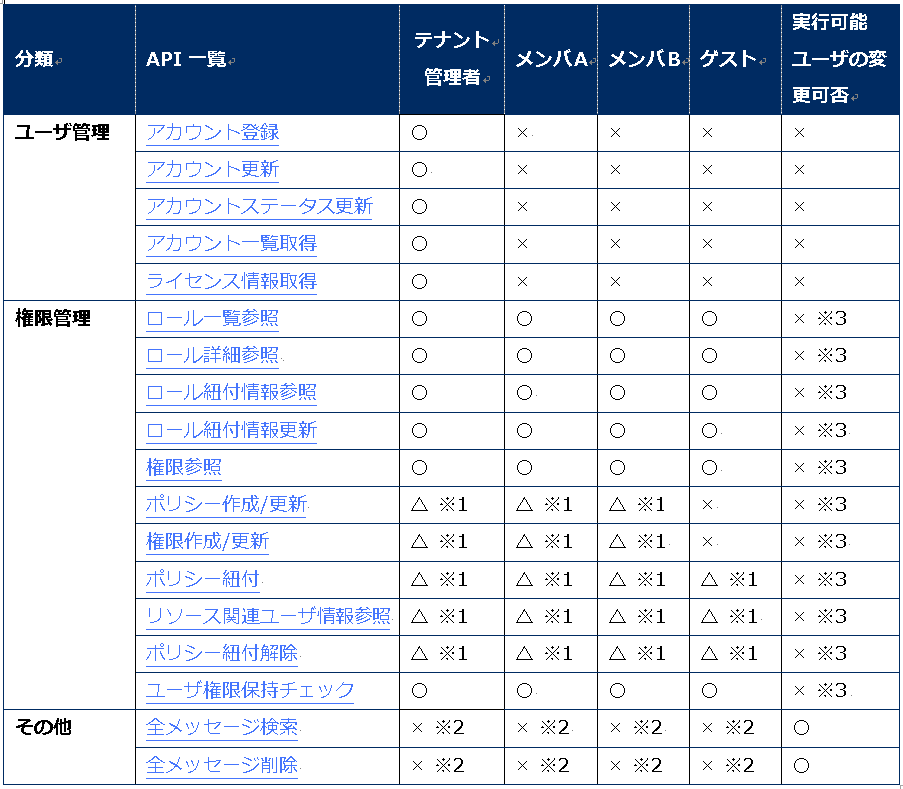 分類 API 一覧 テナント管理者 メンバA メンバB ゲスト 実行可能ユーザの変更可否
ユーザ管理 アカウント登録 ○ × × × ×
アカウント更新 ○ × × × ×
アカウントステータス更新 ○ × × × ×
アカウント一覧取得 ○ × × × ×
ライセンス情報取得 ○ × × × ×
権限管理 ロール一覧参照 ○ ○ ○ ○ × ※3
ロール詳細参照 ○ ○ ○ ○ × ※3
ロール紐付情報参照 ○ ○ ○ ○ × ※3
ロール紐付情報更新 ○ ○ ○ ○ × ※3
権限参照 ○ ○ ○ ○ × ※3
ポリシー作成/更新 △ ※1 △ ※1 △ ※1 × × ※3
権限作成/更新 △ ※1 △ ※1 △ ※1 × × ※3
ポリシー紐付 △ ※1 △ ※1 △ ※1 △ ※1 × ※3
リソース関連ユーザ情報参照 △ ※1 △ ※1 △ ※1 △ ※1 × ※3
ポリシー紐付解除 △ ※1 △ ※1 △ ※1 △ ※1 × ※3
ユーザ権限保持チェック ○ ○ ○ ○ × ※3
その他 全メッセージ検索 × ※2 × ※2 × ※2 × ※2 ○
全メッセージ削除 × ※2 × ※2 × ※2 × ※2 ○